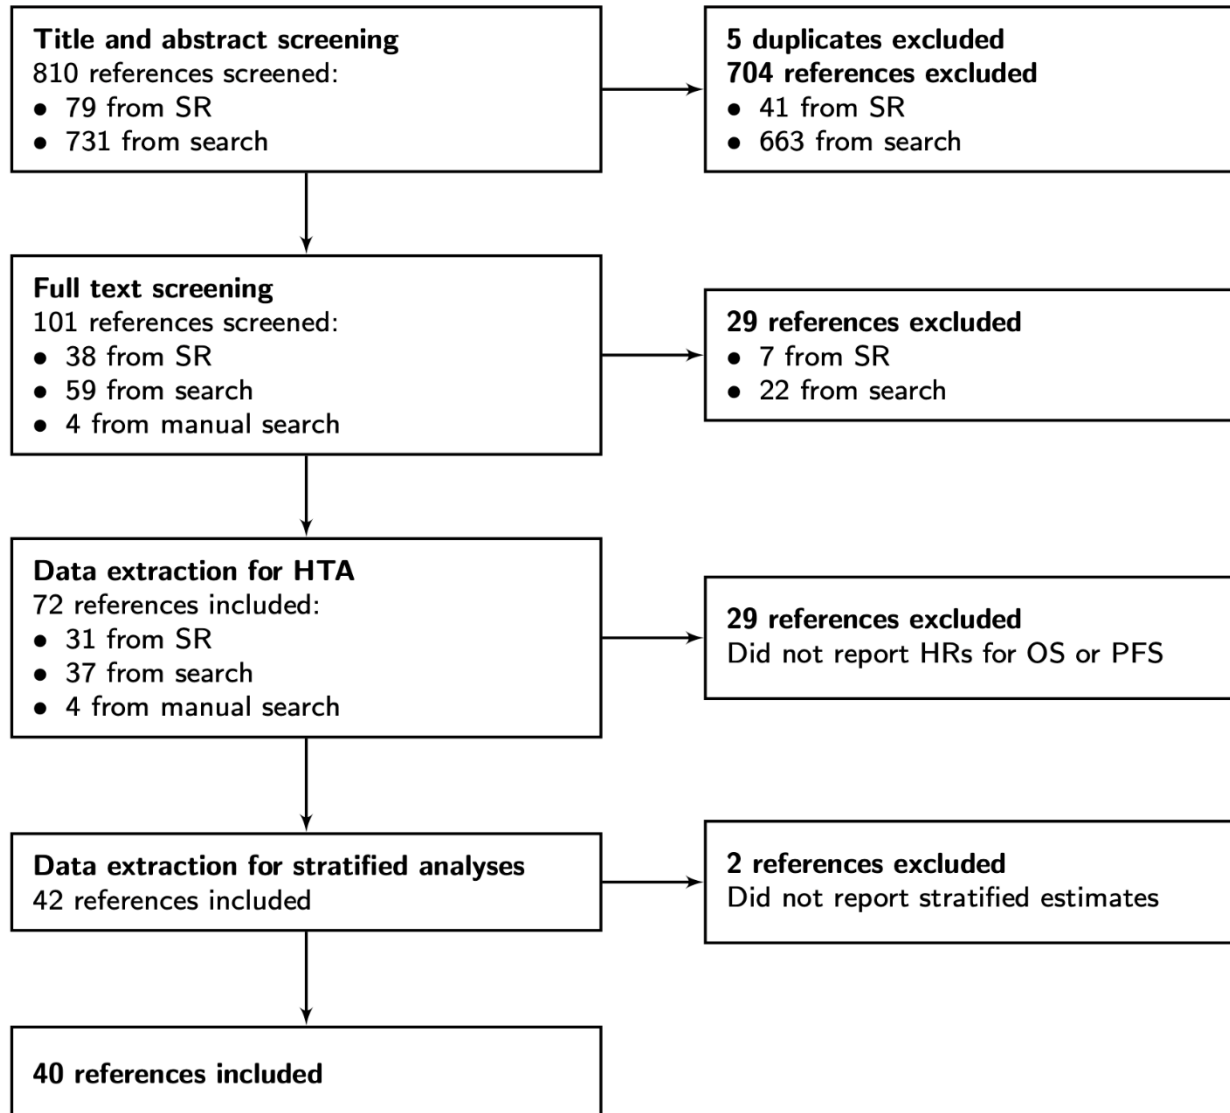 Title and abstract screening
810 references screened:
• 79 from SR
• 731 from search
5 duplicates excluded
704 references excluded
• 41 from SR
• 663 from search
Full text screening
101 references screened:
• 38 from SR
• 59 from search
• 4 from manual search
29 references excluded
• 7 from SR
• 22 from search
Data extraction for HTA
72 references included:
• 31 from SR
• 37 from search
• 4 from manual search
29 references excluded
Did not report HRs for OS or PFS
Data extraction for stratified analyses
42 references included
2 references excluded
Did not report stratified estimates
40 references included